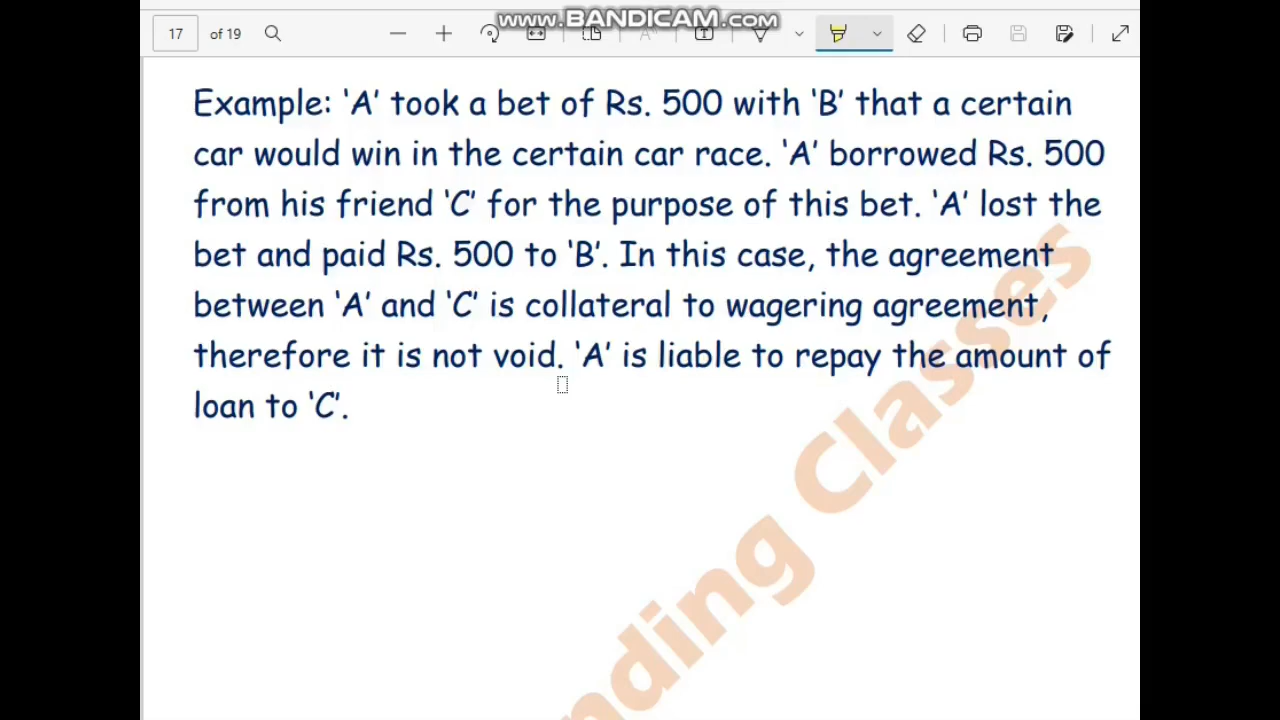 www.BANDICAM.com
17 of 19
Example: ‘A’ took a bet of Rs. 500 with ‘B’ that a certain
car would win in the certain car race. ‘A’ borrowed Rs. 500
from his friend ‘C’ for the purpose of this bet. ‘A’ lost the
bet and paid Rs. 500 to ‘B’. In this case, the agreement
between ‘A’ and ‘C’ is collateral to wagering agreement,
therefore it is not void. ‘A’ is liable to repay the amount of
loan to ‘C’.
nding Classes